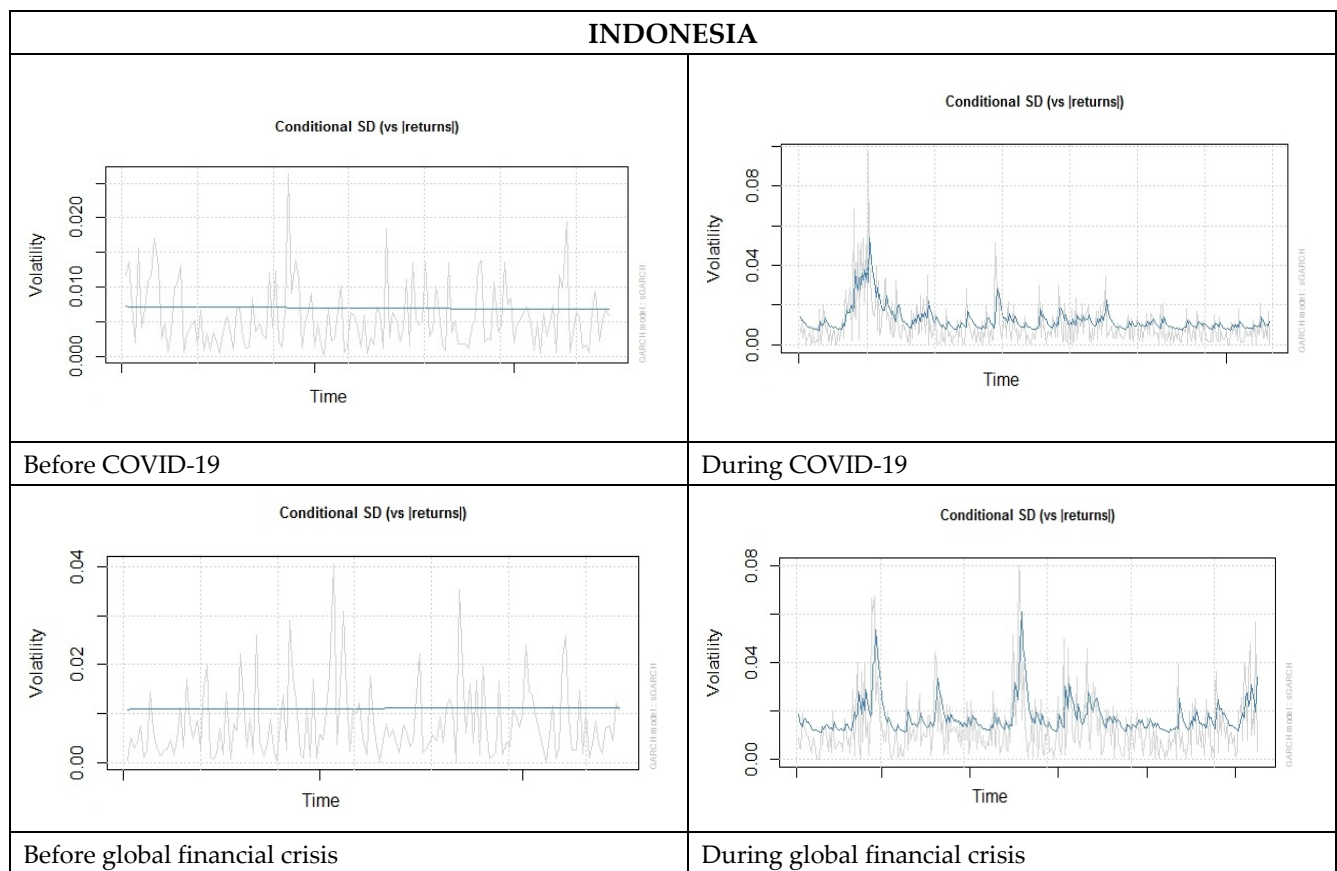 INDONESIA
Conditional SD (vs |returns|)
Volatility
0.020
0.010
0.000
Time
GARCH model : sGARCH
Conditional SD (vs |returns|)
Volatility
0.08
0.04
0.00
Time
GARCH model : sGARCH
Before COVID-19
During COVID-19
Conditional SD (vs |returns|)
Volatility
0.04
0.02
0.00
Time
GARCH model : sGARCH
Conditional SD (vs |returns|)
Volatility
0.08
0.04
0.00
Time
GARCH model : sGARCH
Before global financial crisis
During global financial crisis